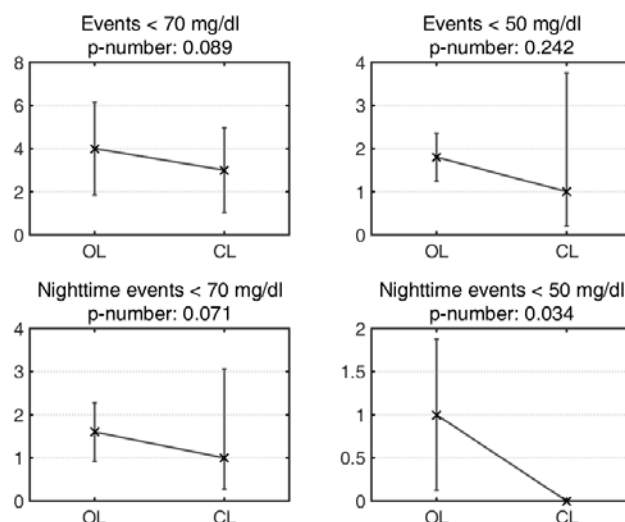 Events < 70 mg/dl
p-number: 0.089
8
6
4
2
0
OL CL
Events < 50 mg/dl
p-number: 0.242
4
3
2
1
0
OL CL
Nighttime events < 70 mg/dl
p-number: 0.071
4
3
2
1
0
OL CL
Nighttime events < 50 mg/dl
p-number: 0.034
2
1.5
1
0.5
0
OL CL